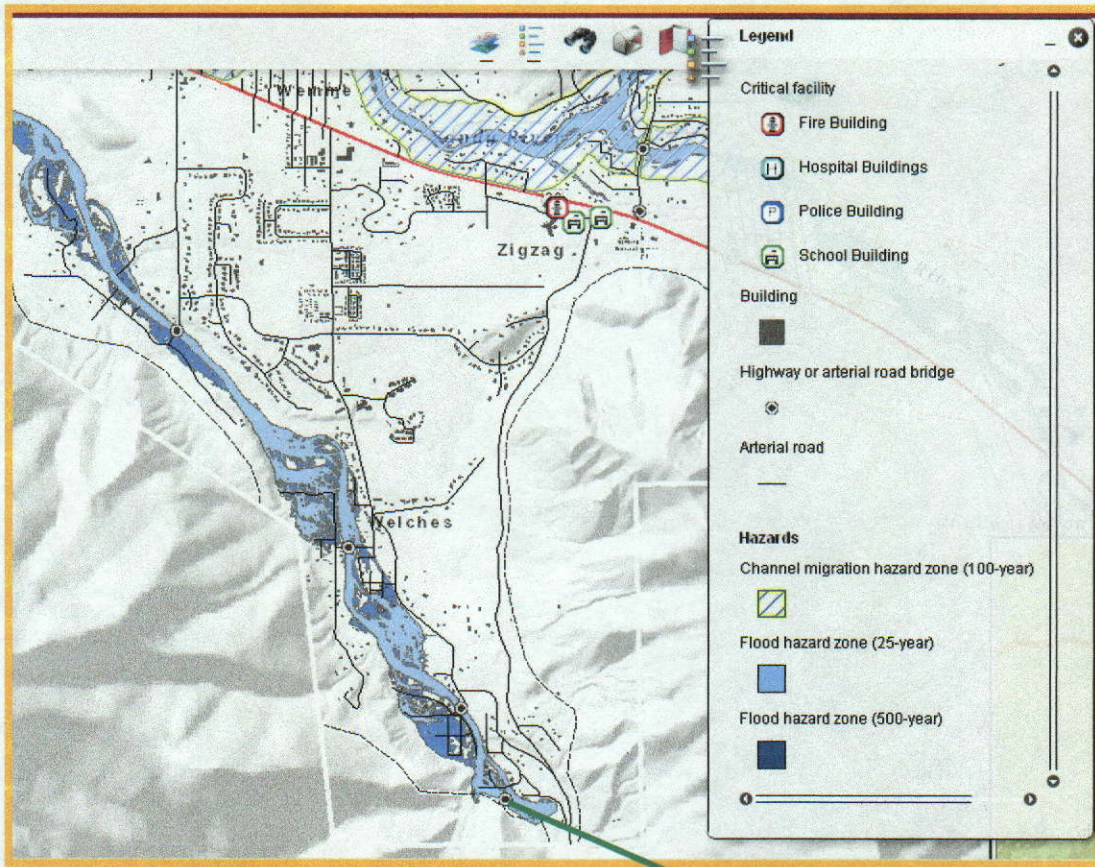 Legend
Critical facility
Fire Building
H
Hospital Buildings
P
Police Building
School Building
Building
Highway or arterial road bridge
Arterial road
Hazards
Channel migration hazard zone (100-year)
Flood hazard zone (25-year)
Flood hazard zone (500-year)
Wemme
Sandy River
Zigzag
Welches